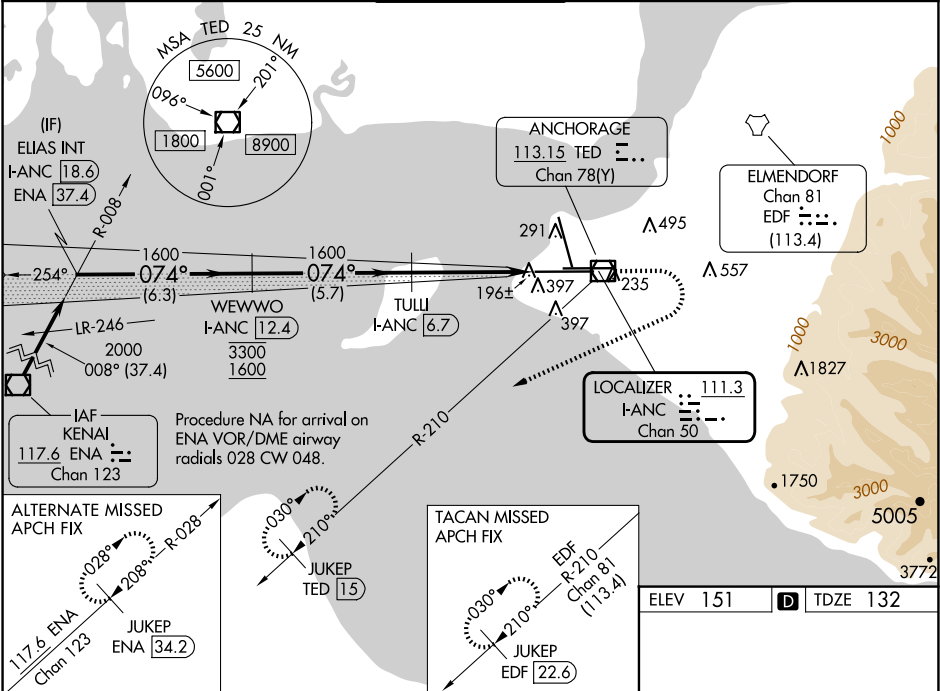 MSA TED 25 NM
5600
201°
096°
1800
8900
001°
(IF)
ELIAS INT
I-ANC 18.6
ENA 37.4
R-008
ANCHORAGE
113.15 TED
Chan 78(Y)
ELMENDORF
Chan 81
EDF
(113.4)
1000
291
495
557
254°
1600
074°
(6.3)
1600
074°
(5.7)
196±
397
235
397
WEWWO
I-ANC 12.4
3300
1600
TULLI
I-ANC 6.7
LR-246
2000
008° (37.4)
1000
3000
1827
IAF
KENAI
117.6 ENA
Chan 123
Procedure NA for arrival on
ENA VOR/DME airway
radials 028 CW 048.
R-210
LOCALIZER 111.3
I-ANC
Chan 50
1750
3000
5005
3772
ALTERNATE MISSED
APCH FIX
028°
208°
R-028
JUKEP
ENA 34.2
117.6 ENA
Chan 123
030°
210°
JUKEP
TED 15
TACAN MISSED
APCH FIX
EDF
R-210
Chan 81
(113.4)
030°
210°
JUKEP
EDF 22.6
ELEV 151 D TDZE 132